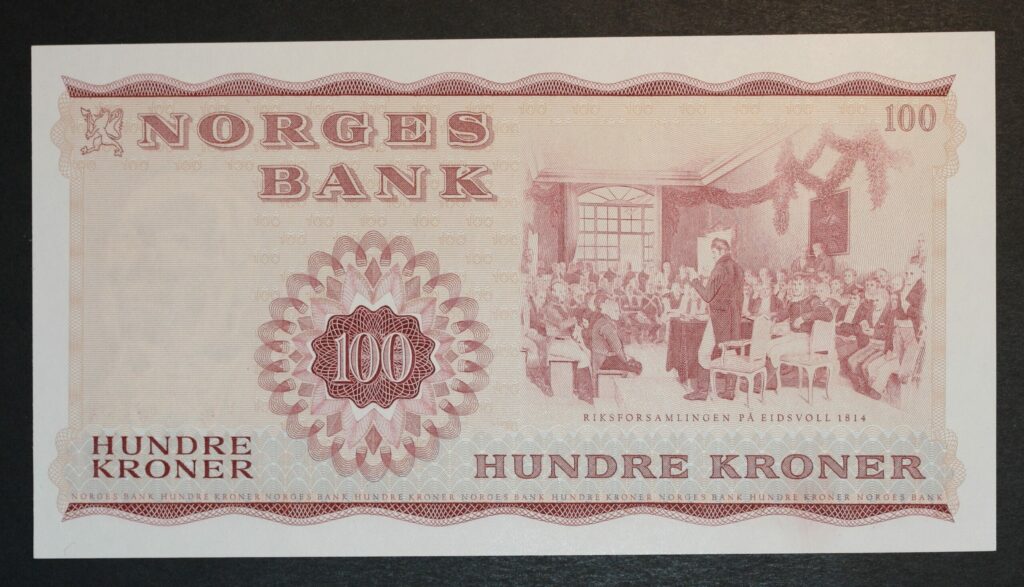 NORGES
BANK
100
100
RIKSFORSAMLINGEN PÅ EIDSVOLL 1814
HUNDRE
KRONER
HUNDRE KRONER
NORGES BANK HUNDRE KRONER NORGES BANK HUNDRE KRONER NORGES BANK HUNDRE KRONER NORGES BANK HUNDRE KRONER NORGES BANK